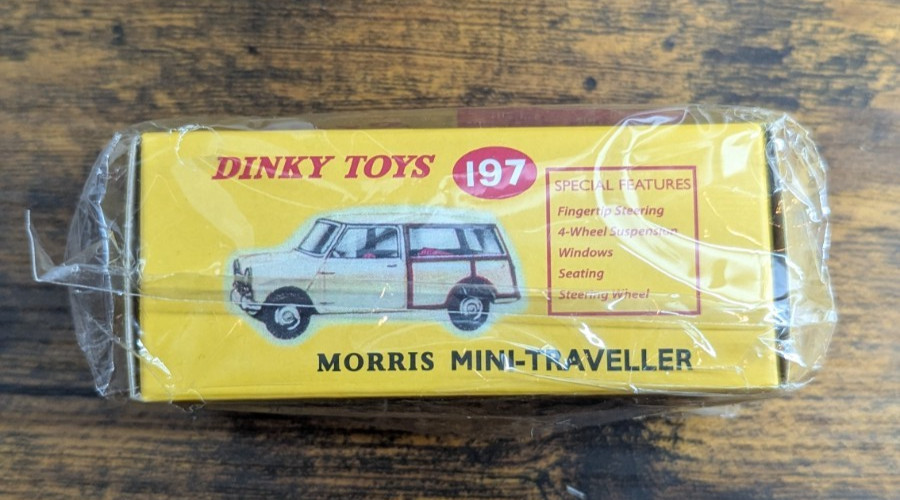 DINKY TOYS 197
SPECIAL FEATURES
Fingertip Steering
4-Wheel Suspension
Windows
Seating
Steering Wheel
MORRIS MINI-TRAVELLER